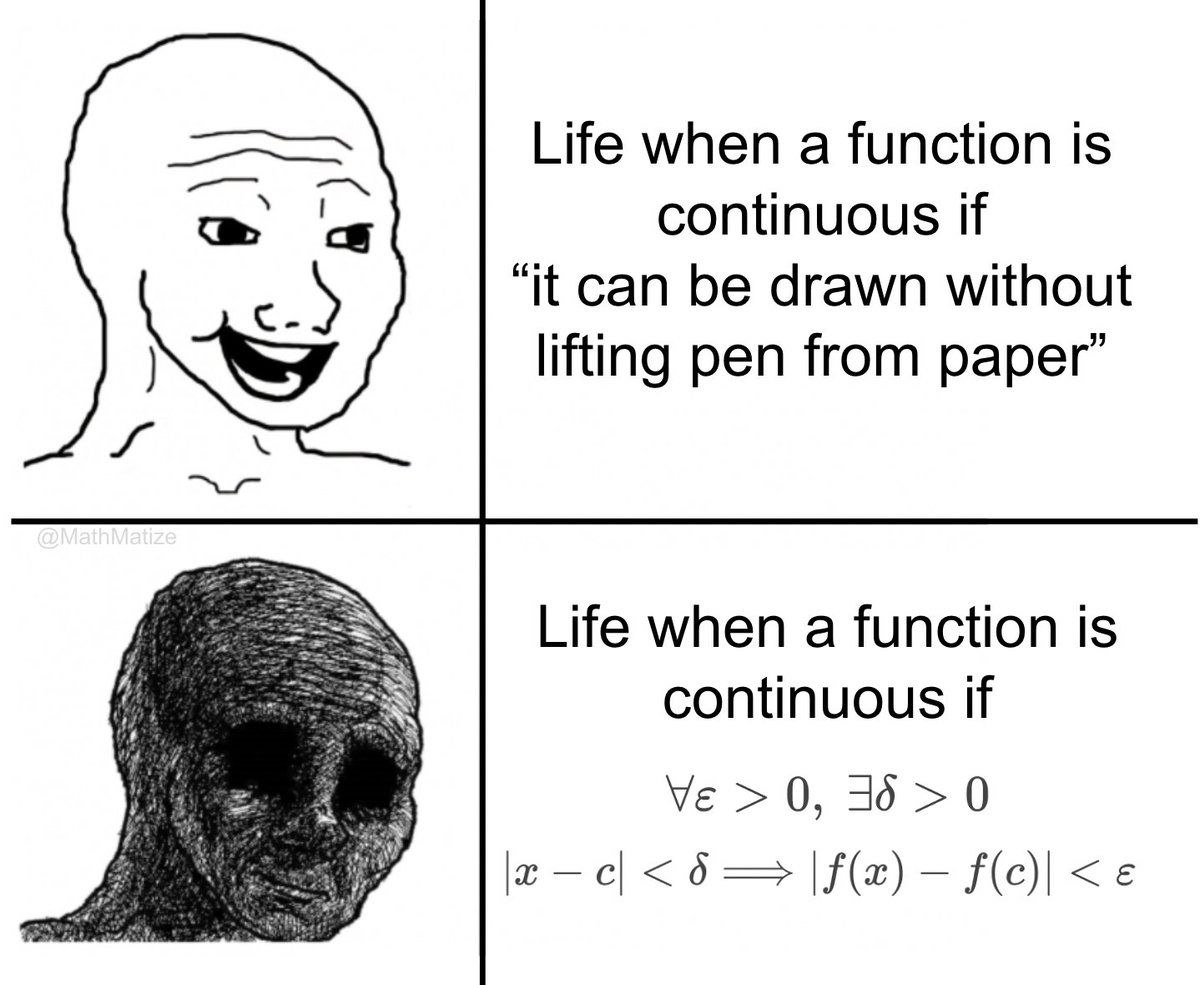 Life when a function is
continuous if
“it can be drawn without
lifting pen from paper”
@MathMatize
Life when a function is
continuous if
∀ε > 0, ∃δ > 0
|x − c| < δ ⟹ |f(x) − f(c)| < ε